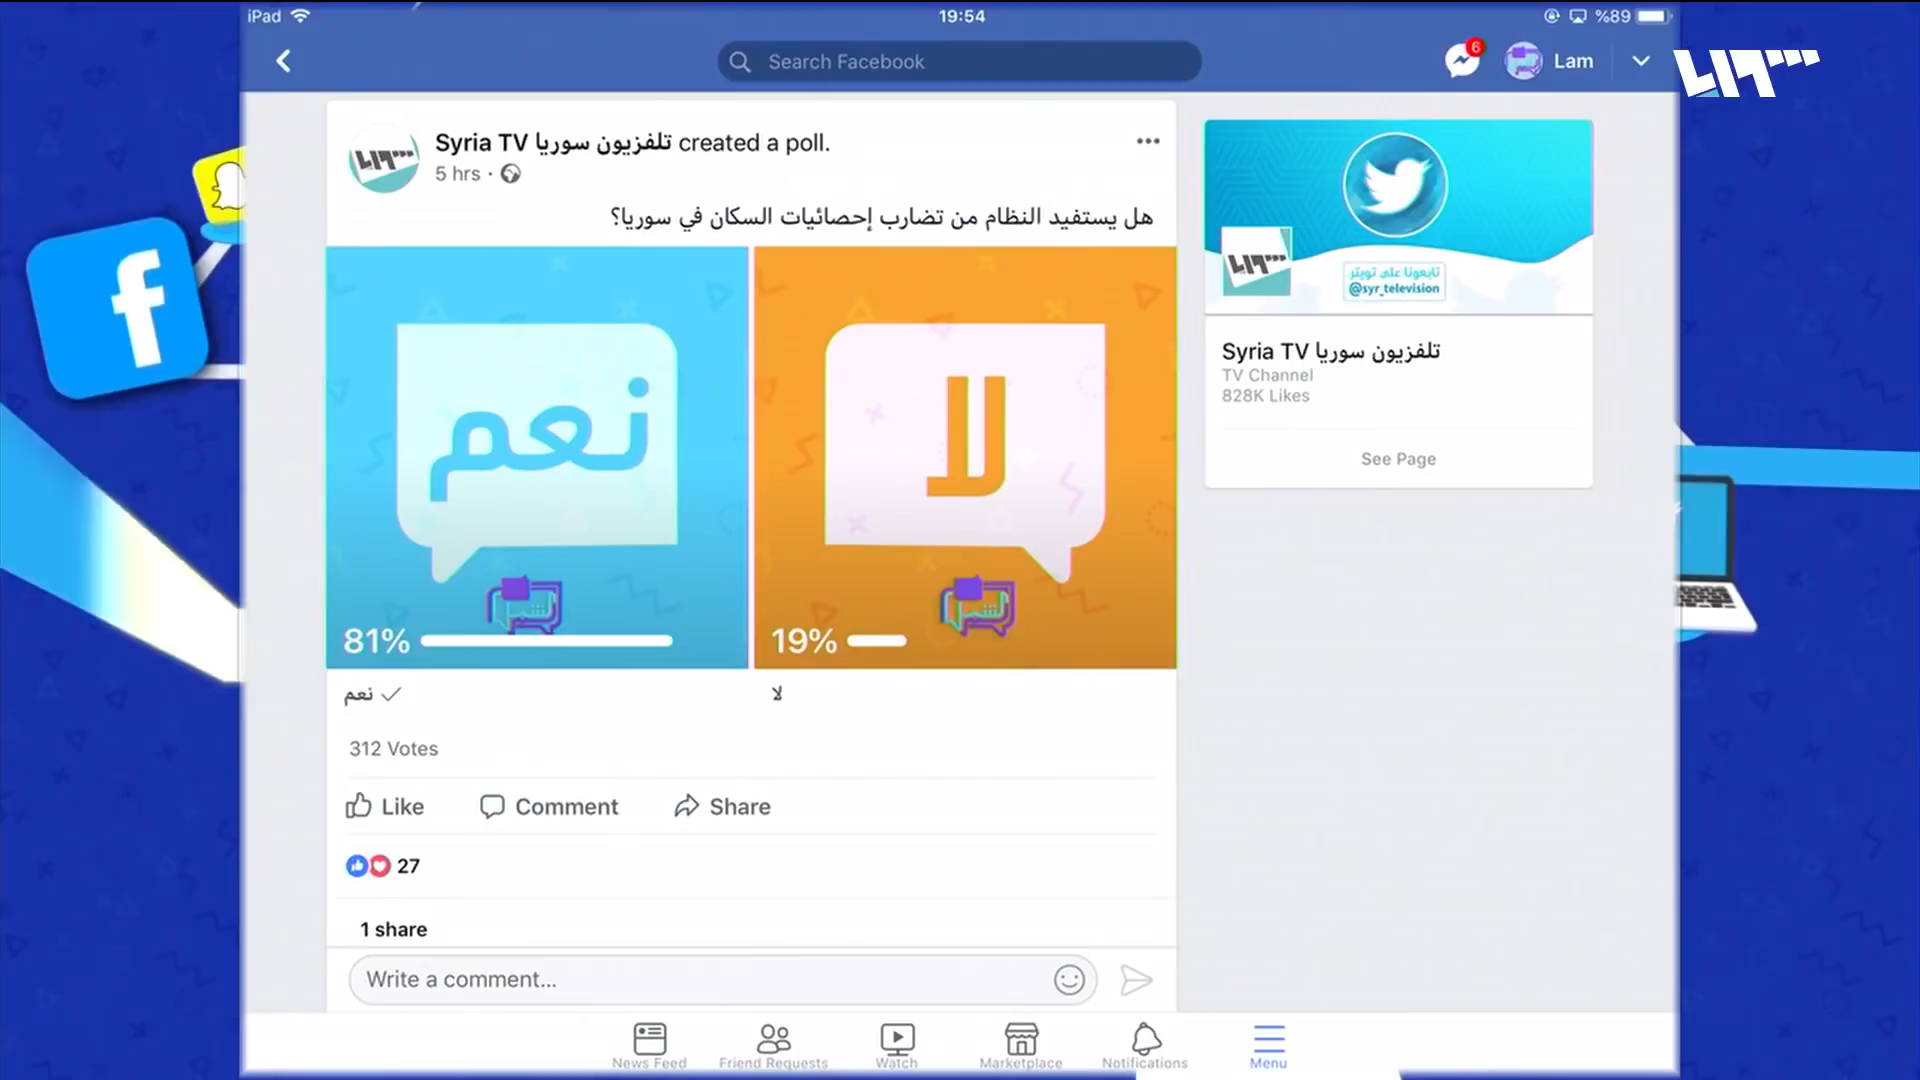 iPad
19:54
%89
Search Facebook
6
Lam
Syria TV تلفزيون سوريا created a poll.
5 hrs ·
هل يستفيد النظام من تضارب إحصائيات السكان في سوريا؟
نعم
لا
81%
19%
نعم
لا
312 Votes
Like
Comment
Share
27
1 share
Write a comment...
تابعونا على تويتر
@syr_television
Syria TV تلفزيون سوريا
TV Channel
828K Likes
See Page
News Feed
Friend Requests
Watch
Marketplace
Notifications
Menu